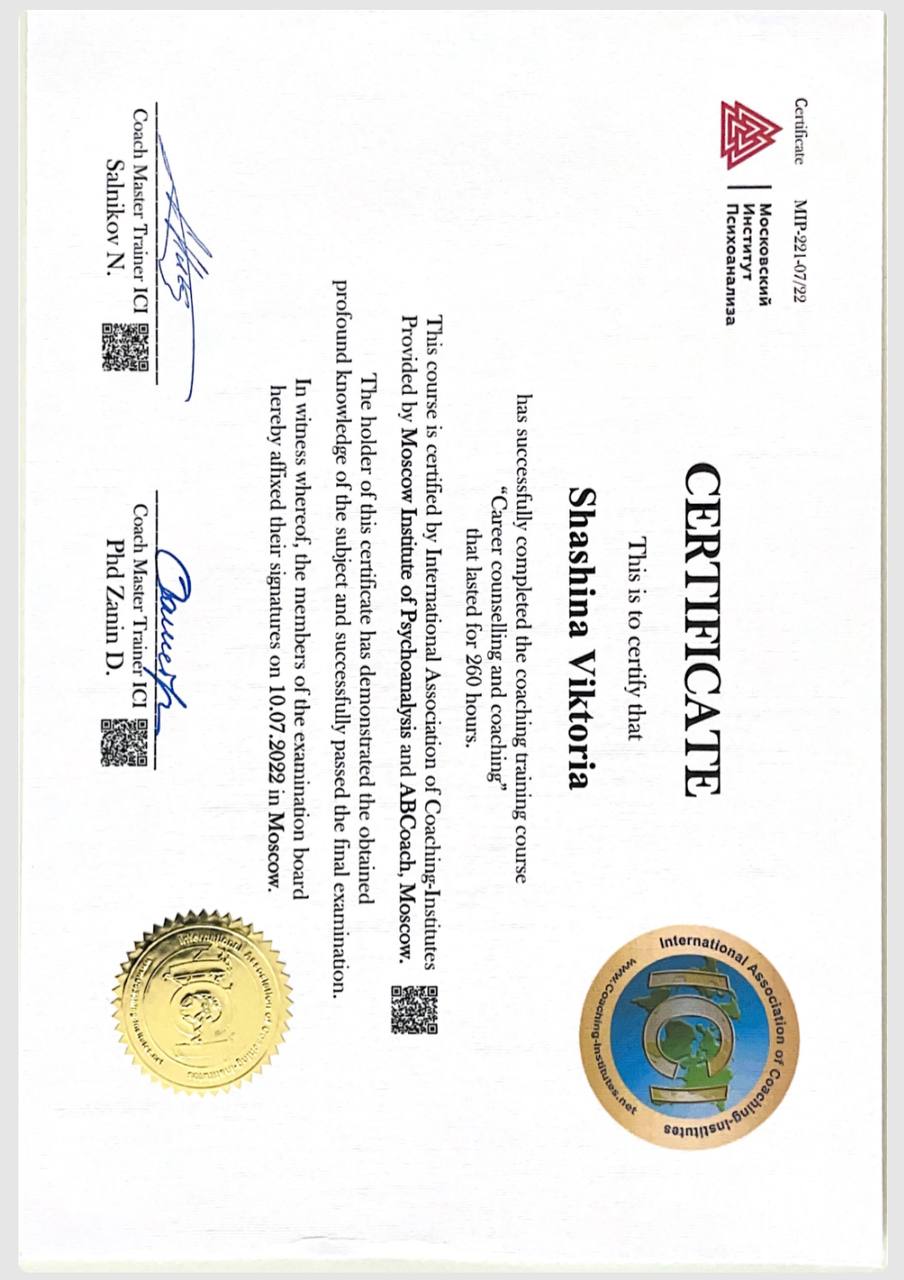 Certificate MIP-221-07/22
Московский
Институт
Психоанализа
International Association of Coaching-Institutes
ICI
www.Coaching-Institutes.net
CERTIFICATE
This is to certify that
Shashina Viktoria
has successfully completed the coaching training course
“Career counselling and coaching”
that lasted for 260 hours.
This course is certified by International Association of Coaching-Institutes
Provided by Moscow Institute of Psychoanalysis and ABCoach, Moscow.
The holder of this certificate has demonstrated the obtained
profound knowledge of the subject and successfully passed the final examination.
In witness whereof, the members of the examination board
hereby affixed their signatures on 10.07.2022 in Moscow.
Coach Master Trainer ICI
Salnikov N.
Coach Master Trainer ICI
Phd Zanin D.
International Association of Coaching-Institutes
ICI
www.Coaching-Institutes.net